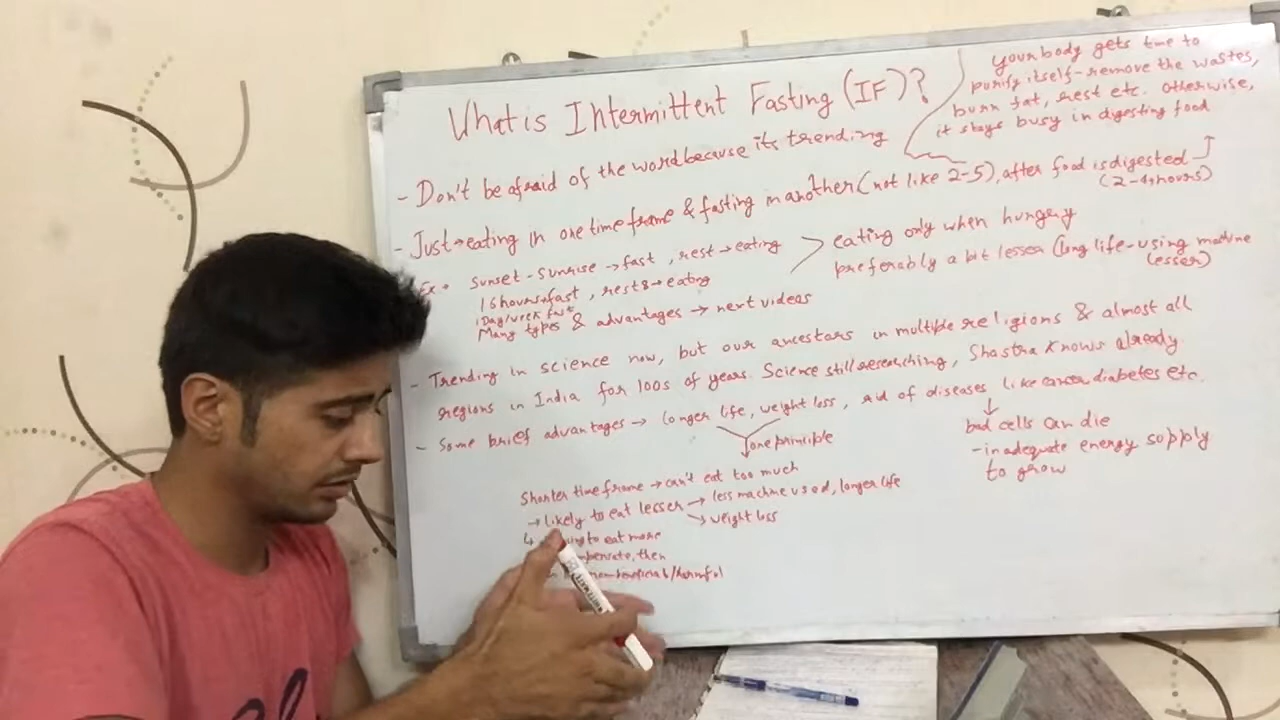 What is Intermittent Fasting (IF)?
your body gets time to
purify itself - remove the wastes,
burn fat, rest etc. Otherwise,
it stays busy in digesting food
- Don't be afraid of the word because its trending
- Just → eating in one time frame & fasting in another (not like 2-5), after food is digested
(2-4 hours)
Ex • Sunset - Sunrise → fast, rest → eating
16 hours → fast, rest 8 → eating
1 Day/week fast
Many types & advantages → next videos
> eating only when hungry
preferably a bit lesser (long life - using machine
lesser)
- Trending in science now, but our ancestors in multiple religions & almost all
regions in India for 100s of years. Science still researching, Shastra knows already
- Some brief advantages → longer life, weight loss, rid of diseases like cancer diabetes etc.
one principle
bad cells can die
- inadequate energy supply
to grow
Shorter time frame → can't eat too much
→ likely to eat lesser → less machine used, longer life
→ weight loss
to eat more
then
/harmful